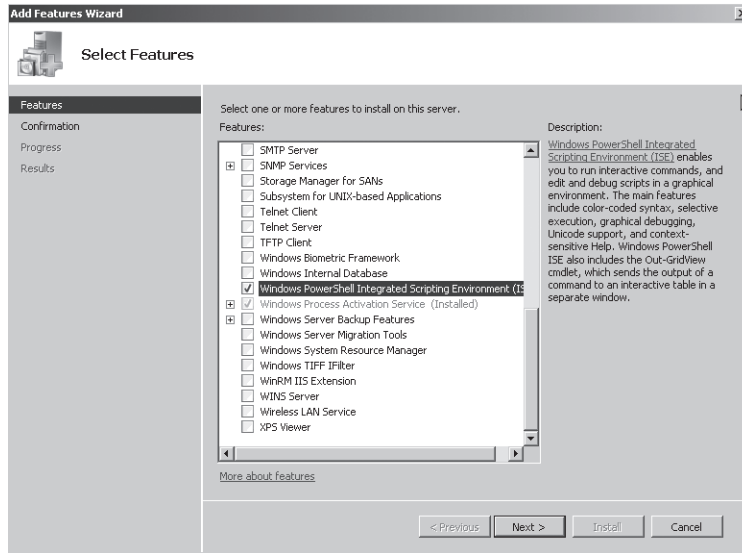 Add Features Wizard
Select Features
Features
Confirmation
Progress
Results
Select one or more features to install on this server.
Features:
SMTP Server
SNMP Services
Storage Manager for SANs
Subsystem for UNIX-based Applications
Telnet Client
Telnet Server
TFTP Client
Windows Biometric Framework
Windows Internal Database
Windows PowerShell Integrated Scripting Environment (IS
Windows Process Activation Service (Installed)
Windows Server Backup Features
Windows Server Migration Tools
Windows System Resource Manager
Windows TIFF IFilter
WinRM IIS Extension
WINS Server
Wireless LAN Service
XPS Viewer
More about features
Description:
Windows PowerShell Integrated
Scripting Environment (ISE) enables
you to run interactive commands, and
edit and debug scripts in a graphical
environment. The main features
include color-coded syntax, selective
execution, graphical debugging,
Unicode support, and context-
sensitive Help. Windows PowerShell
ISE also includes the Out-GridView
cmdlet, which sends the output of a
command to an interactive table in a
separate window.
< Previous
Next >
Install
Cancel